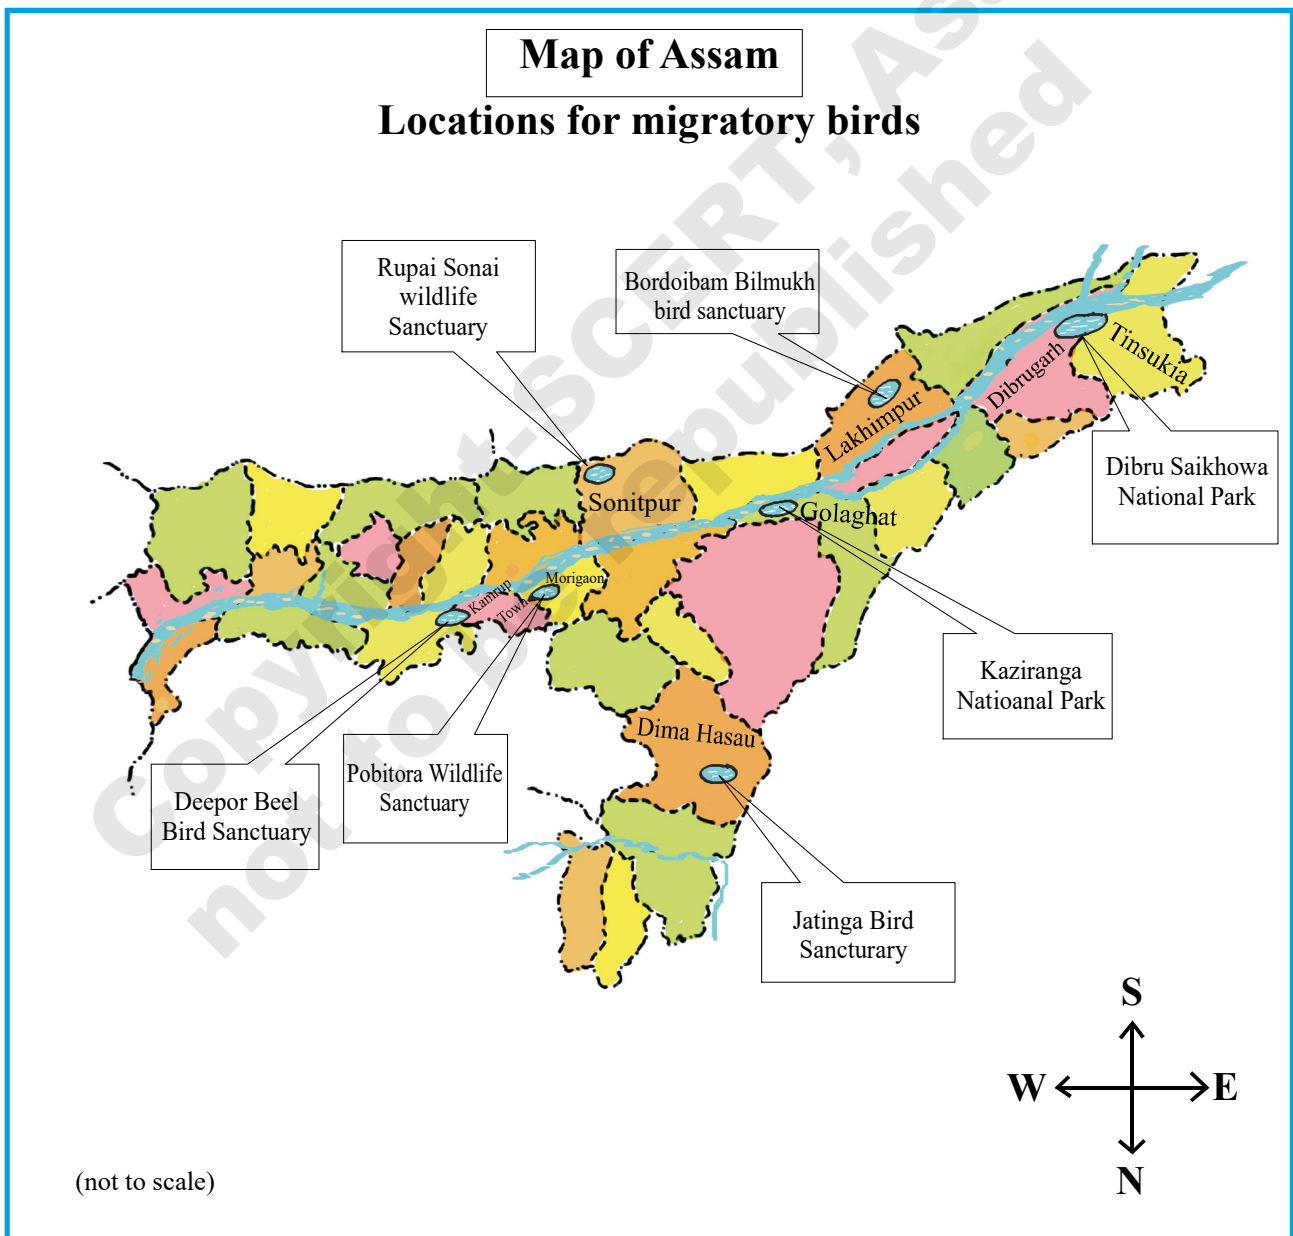 Map of Assam
Locations for migratory birds
Copyright-SCERT, Ass
not to be republished
Rupai Sonai
wildlife
Sanctuary
Bordoibam Bilmukh
bird sanctuary
Tinsukia
Dibrugarh
Lakhimpur
Dibru Saikhowa
National Park
Sonitpur
Golaghat
Morigaon
Kamrup
Town
Kaziranga
Natioanal Park
Dima Hasau
Pobitora Wildlife
Sanctuary
Deepor Beel
Bird Sanctuary
Jatinga Bird
Sancturary
S
W
E
N
(not to scale)